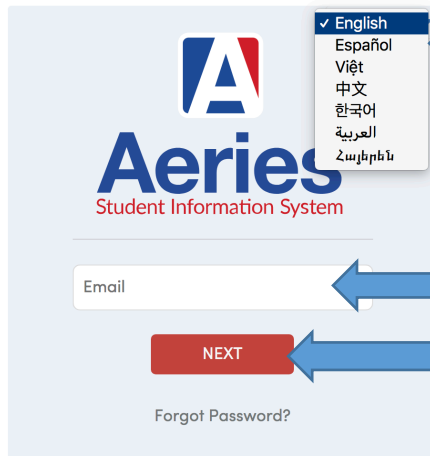 ✓ English
Español
Việt
中文
한국어
العربية
Հայերեն
Aeries
Student Information System
Email
NEXT
Forgot Password?